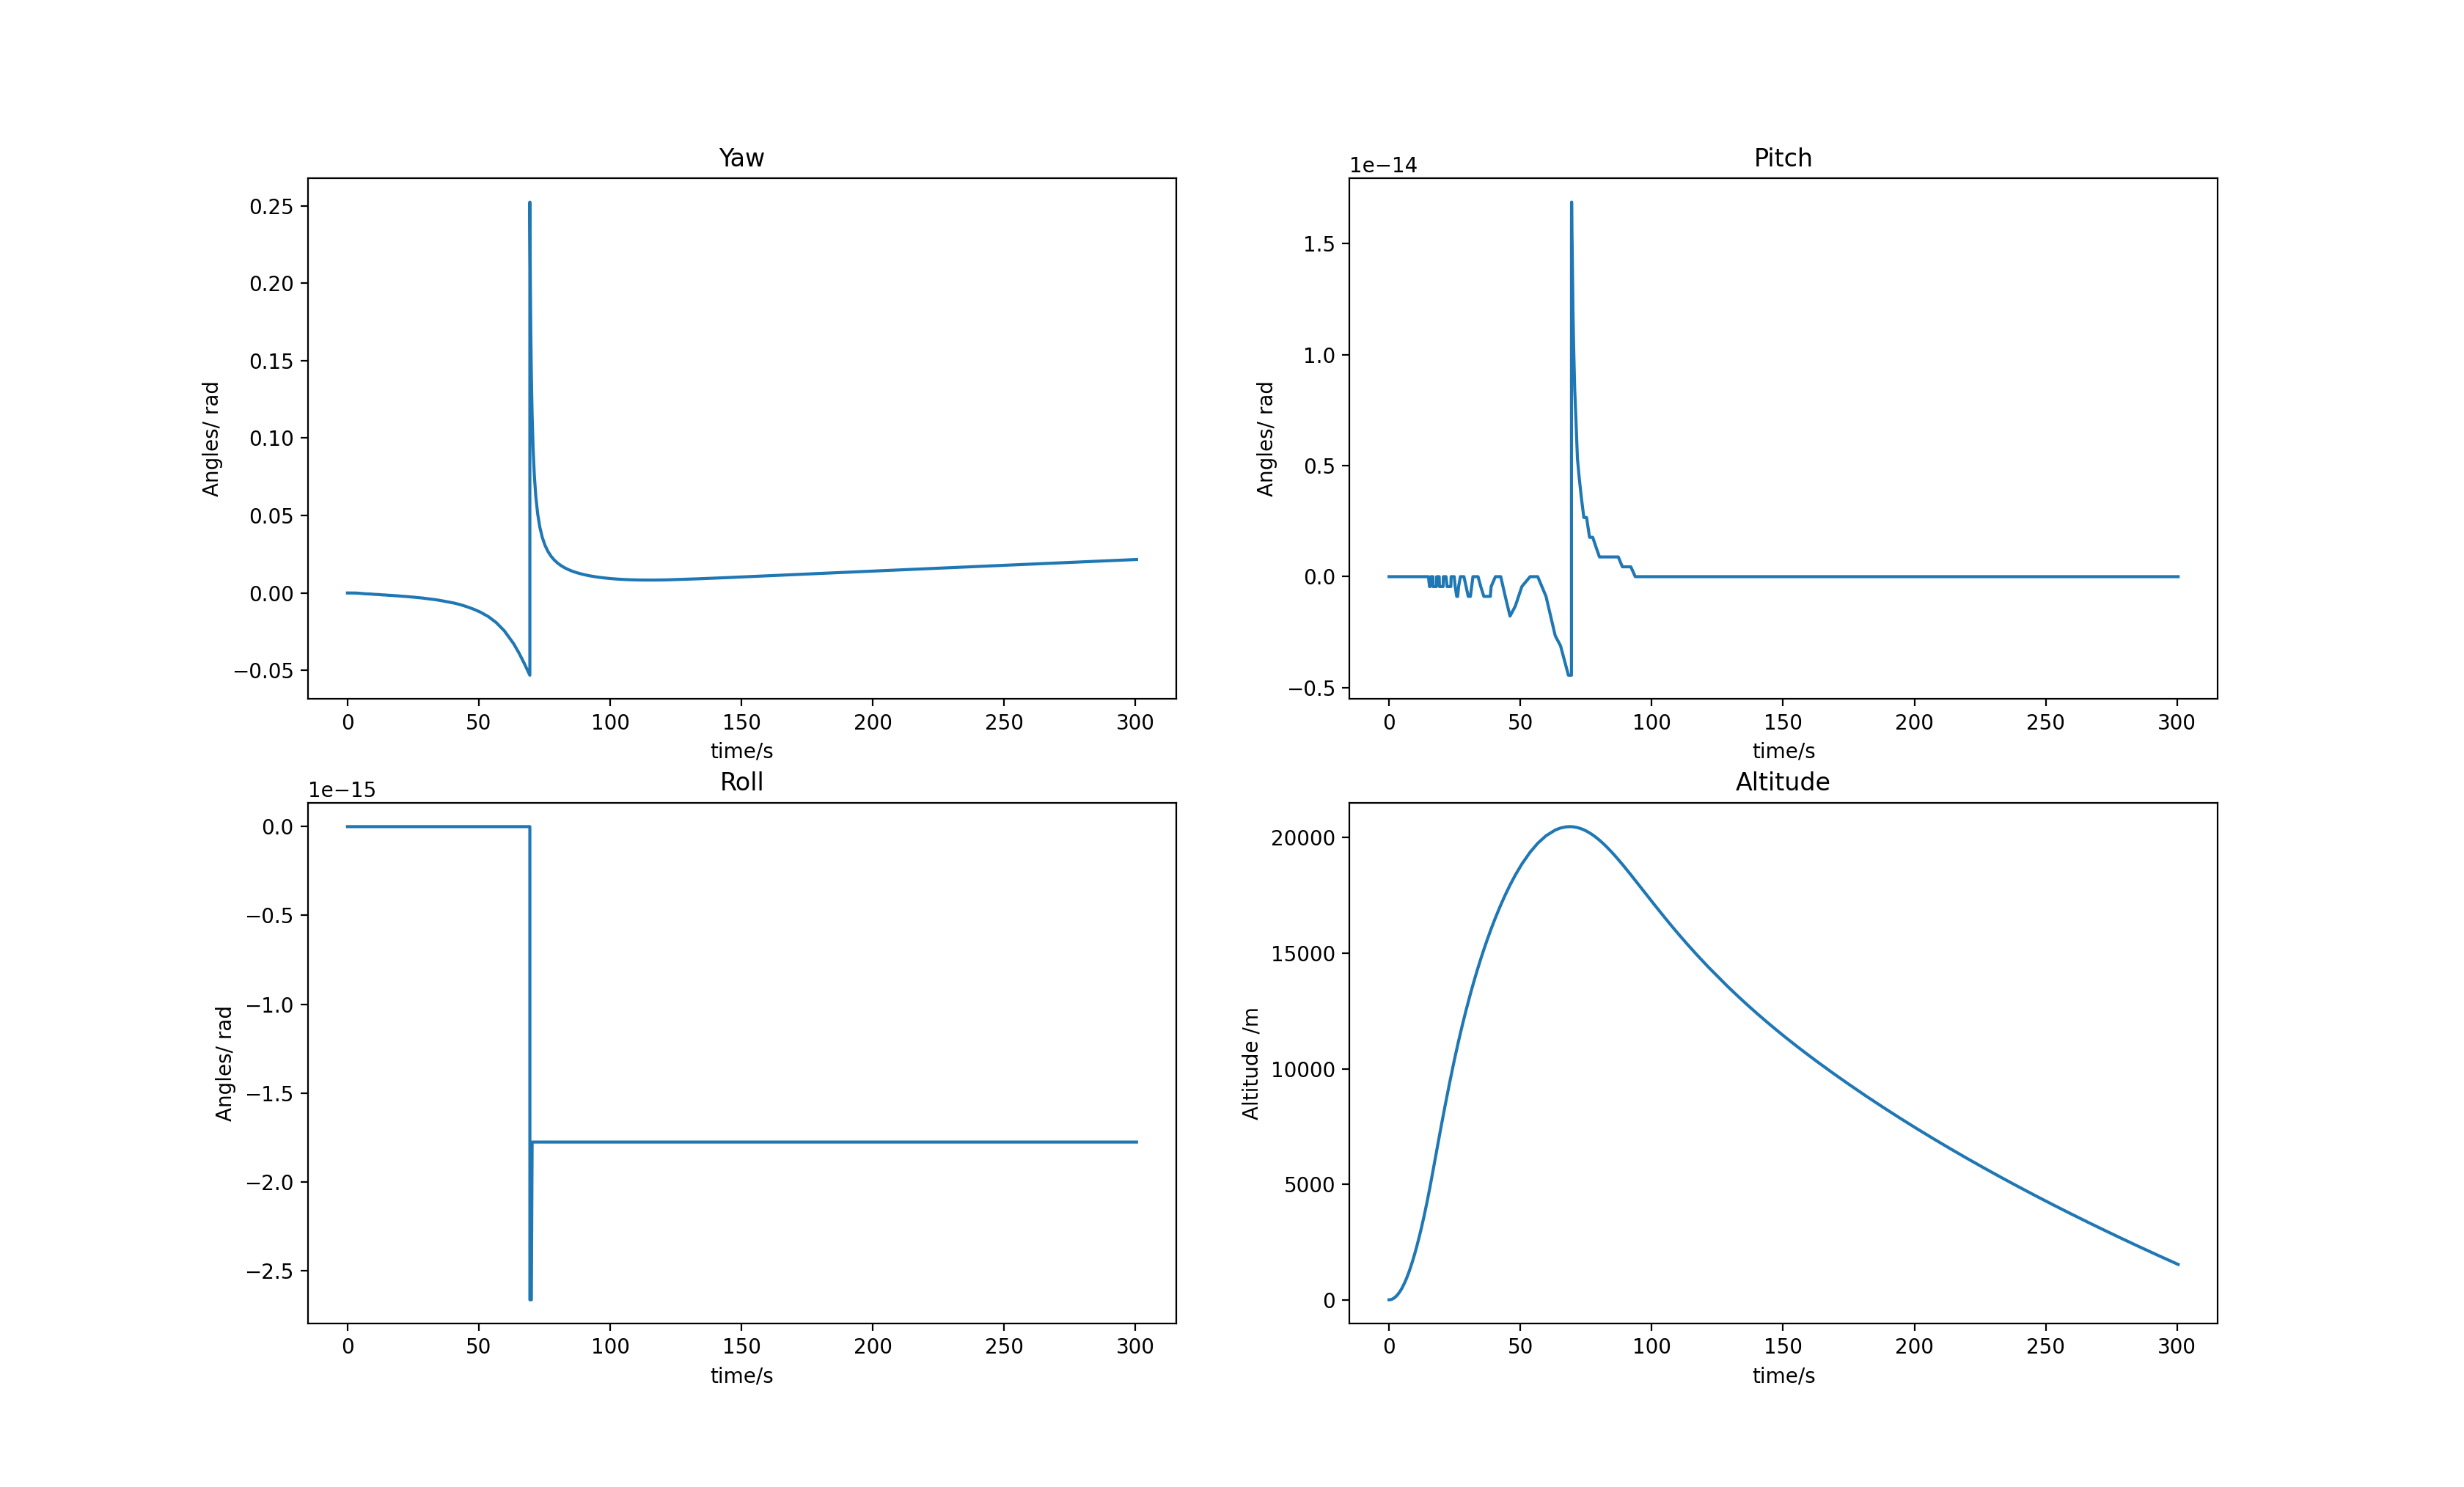 Yaw
0.25
0.20
0.15
0.10
0.05
0.00
−0.05
Angles/ rad
0 50 100 150 200 250 300
time/s
1e−14
Pitch
1.5
1.0
0.5
0.0
−0.5
Angles/ rad
0 50 100 150 200 250 300
time/s
1e−15
Roll
0.0
−0.5
−1.0
−1.5
−2.0
−2.5
Angles/ rad
0 50 100 150 200 250 300
time/s
Altitude
20000
15000
10000
5000
0
Altitude /m
0 50 100 150 200 250 300
time/s